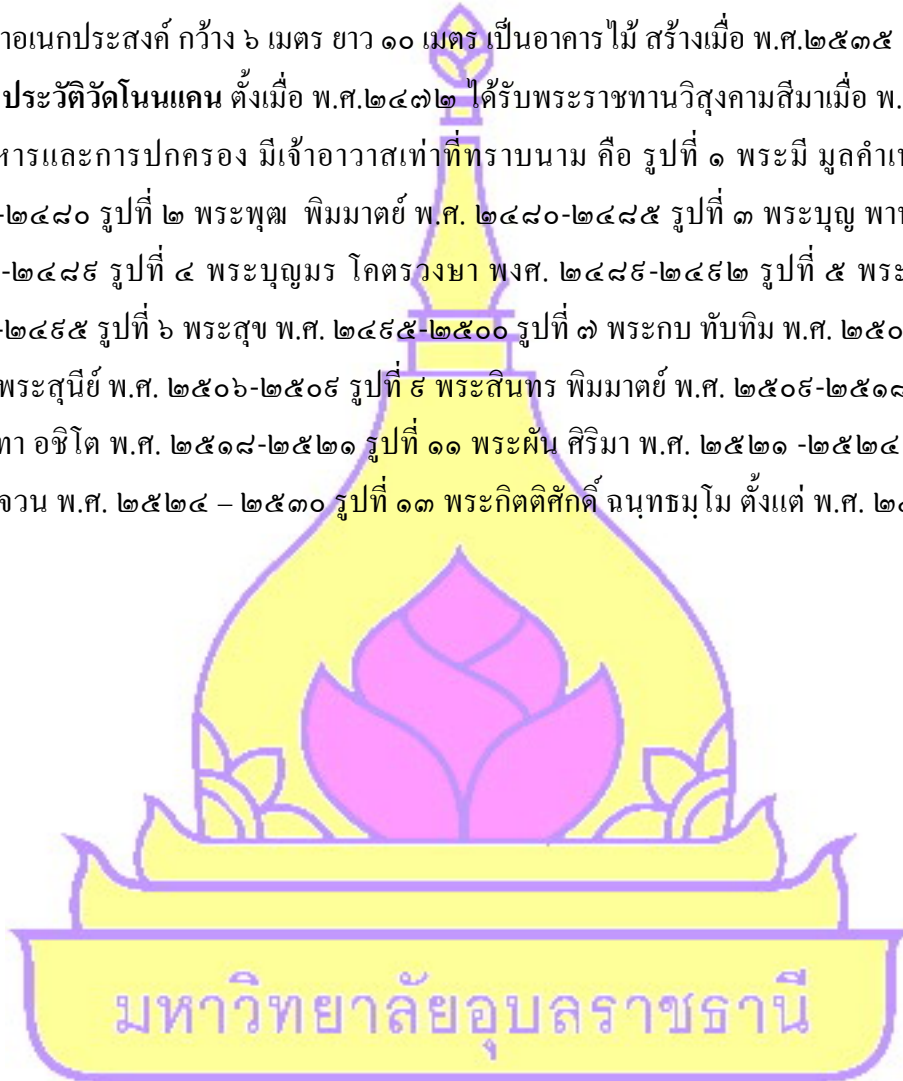 าอเนกประสงค์ กว้าง ๖ เมตร ยาว ๑๐ เมตร เป็นอาคารไม้ สร้างเมื่อ พ.ศ.๒๕๓๕
ประวัติวัดโนนแคน ตั้งเมื่อ พ.ศ.๒๔๗๒ ได้รับพระราชทานวิสุงคามสีมาเมื่อ พ.
หารและการปกครอง มีเจ้าอาวาสเท่าที่ทราบนาม คือ รูปที่ ๑ พระมี มูลคำเ
-๒๔๘๐ รูปที่ ๒ พระพุฒ พิมมาตย์ พ.ศ. ๒๔๘๐-๒๔๘๕ รูปที่ ๓ พระบุญ พา
-๒๔๘๙ รูปที่ ๔ พระบุญมร โคตรวงษา พงศ. ๒๔๘๙-๒๔๙๒ รูปที่ ๕ พระ
-๒๔๙๕ รูปที่ ๖ พระสุข พ.ศ. ๒๔๙๕-๒๕๐๐ รูปที่ ๗ พระกบ ทับทิม พ.ศ. ๒๕๐
พระสุนีย์ พ.ศ. ๒๕๐๖-๒๕๐๙ รูปที่ ๙ พระสินทร พิมมาตย์ พ.ศ. ๒๕๐๙-๒๕๑๘
ทา อชิโต พ.ศ. ๒๕๑๘-๒๕๒๑ รูปที่ ๑๑ พระผัน ศิริมา พ.ศ. ๒๕๒๑ -๒๕๒๔
จวน พ.ศ. ๒๕๒๔ – ๒๕๓๐ รูปที่ ๑๓ พระกิตติศักดิ์ ฉนฺทธมฺโม ตั้งแต่ พ.ศ.
มหาวิทยาลัยอุบลราชธานี